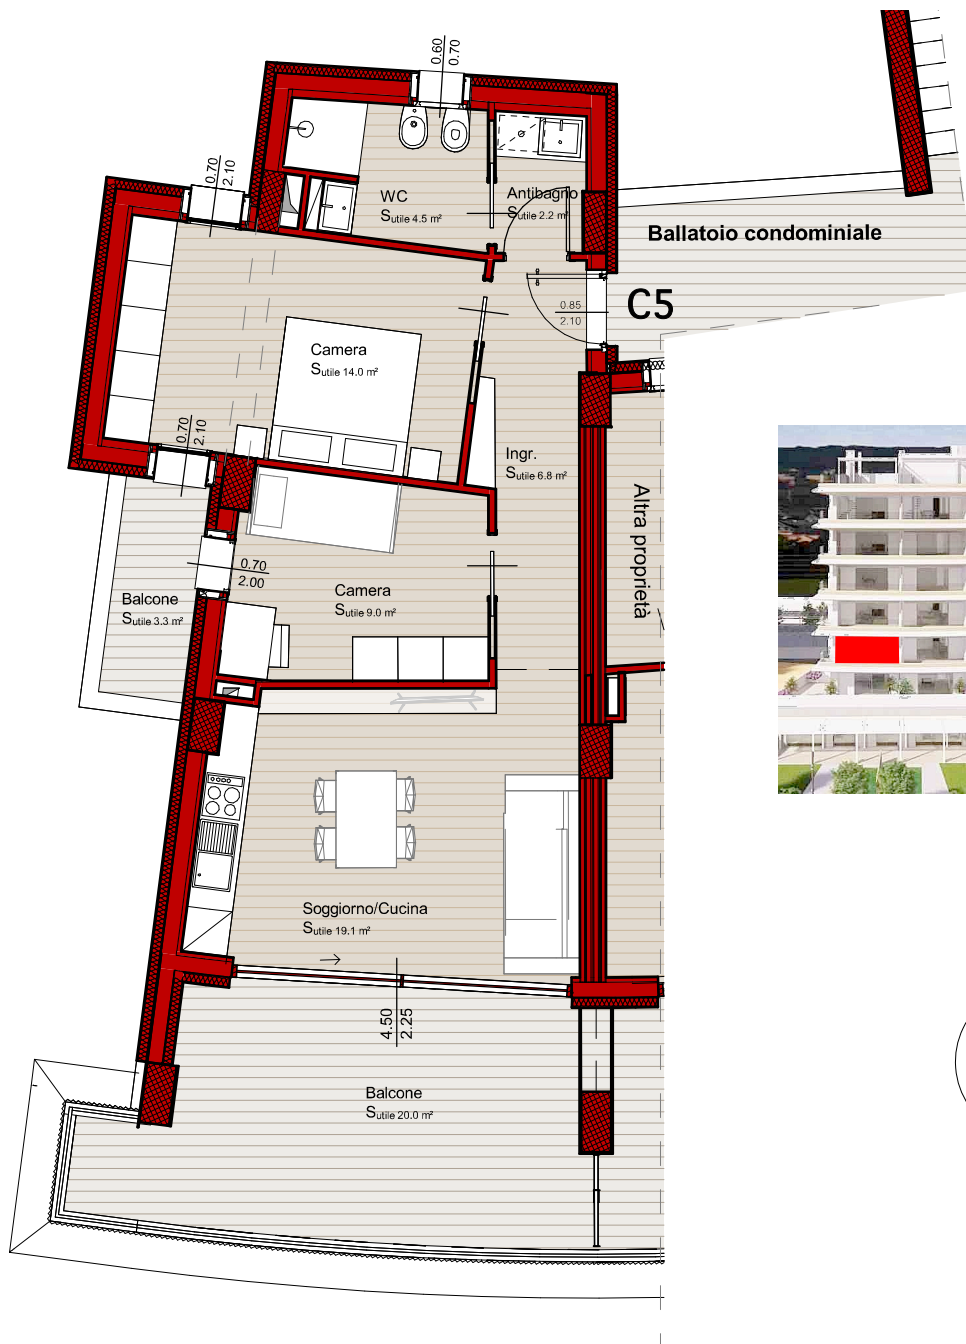 0.60
0.70
0.70
2.10
WC
Sutile 4.5 m²
Antibagno
Sutile 2.2 m²
Ballatoio condominiale
C5
0.85
2.10
Camera
Sutile 14.0 m²
0.70
2.10
Ingr.
Sutile 6.8 m²
Altra proprietà
0.70
2.00
Camera
Sutile 9.0 m²
Balcone
Sutile 3.3 m²
Soggiorno/Cucina
Sutile 19.1 m²
4.50
2.25
Balcone
Sutile 20.0 m²